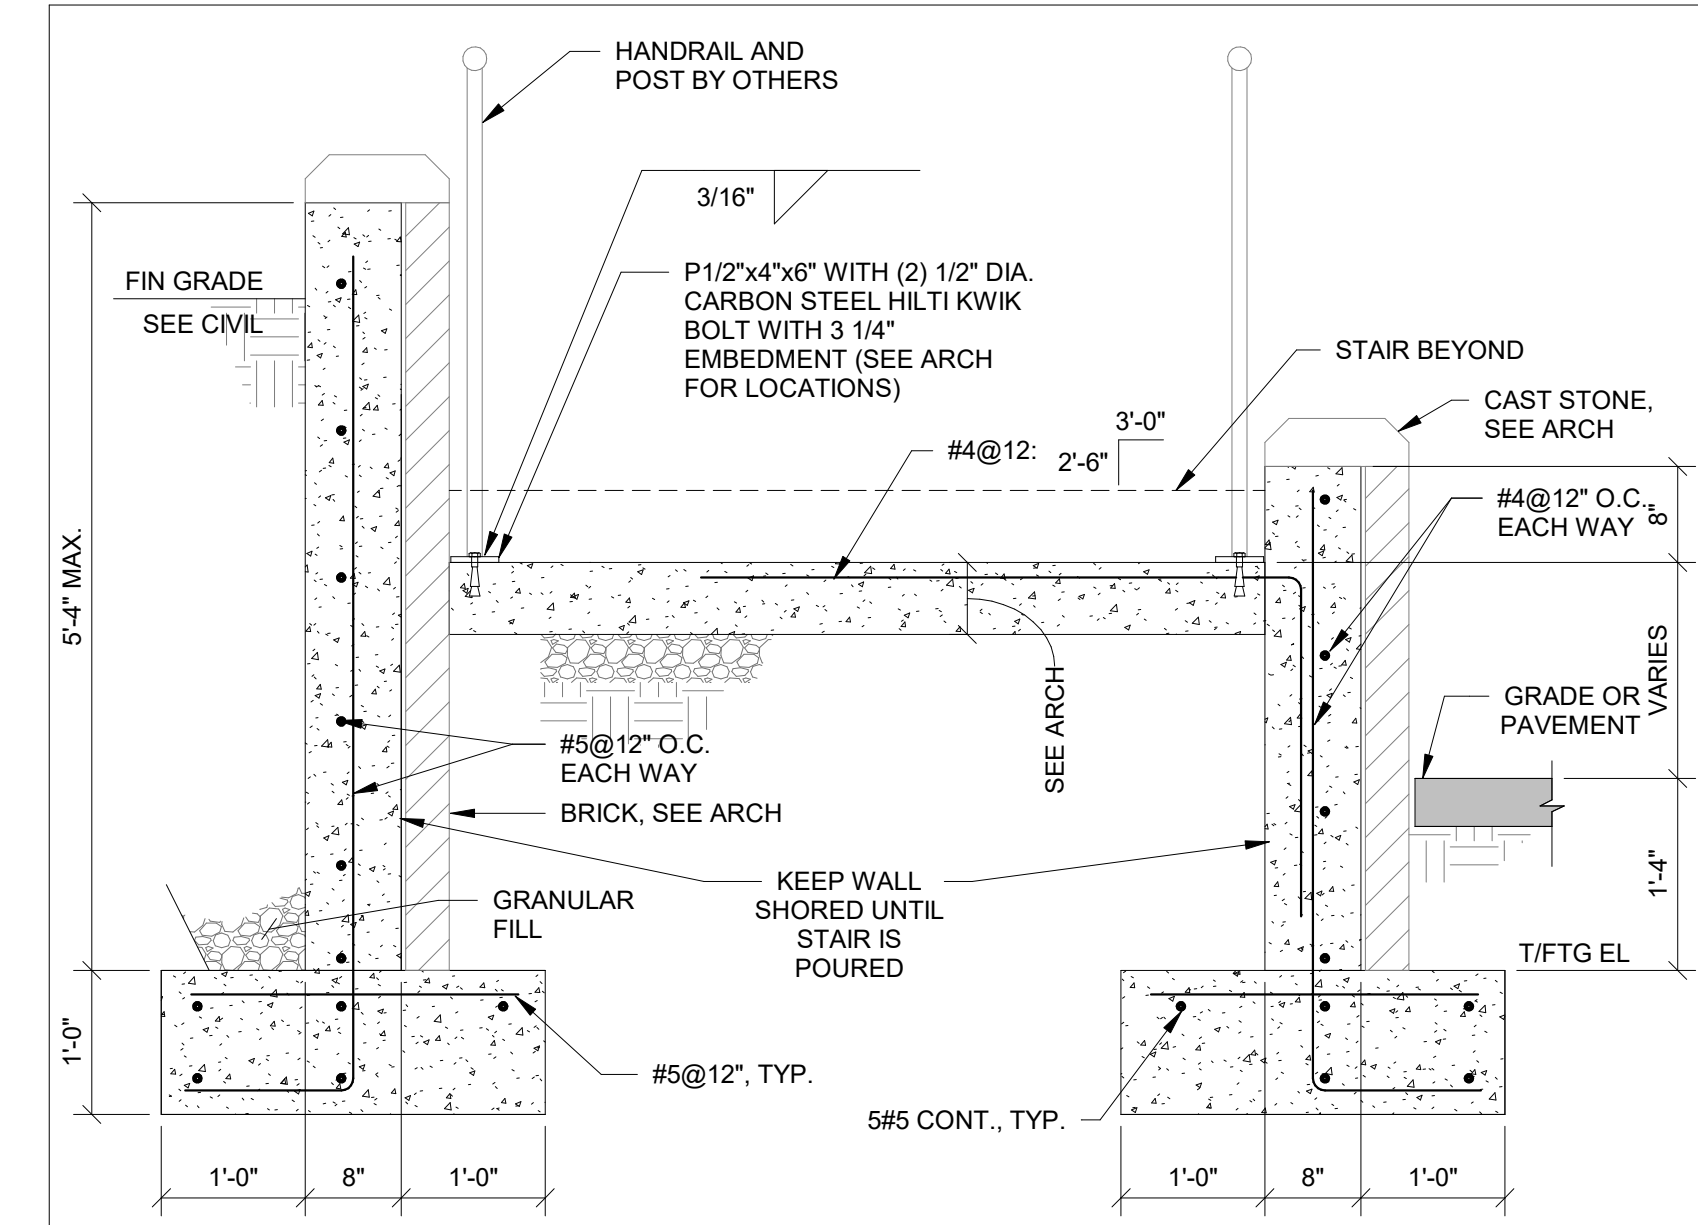 HANDRAIL AND
POST BY OTHERS
3/16"
FIN GRADE
SEE CIVIL
P1/2"x4"x6" WITH (2) 1/2" DIA.
CARBON STEEL HILTI KWIK
BOLT WITH 3 1/4"
EMBEDMENT (SEE ARCH
FOR LOCATIONS)
STAIR BEYOND
CAST STONE,
SEE ARCH
#4@12:
3'-0"
2'-6"
#4@12" O.C.
EACH WAY
8"
5'-4" MAX.
VARIES
GRADE OR
PAVEMENT
SEE ARCH
#5@12" O.C.
EACH WAY
BRICK, SEE ARCH
KEEP WALL
SHORED UNTIL
STAIR IS
POURED
GRANULAR
FILL
1'-4"
T/FTG EL
1'-0"
#5@12", TYP.
5#5 CONT., TYP.
1'-0"
8"
1'-0"
1'-0"
8"
1'-0"